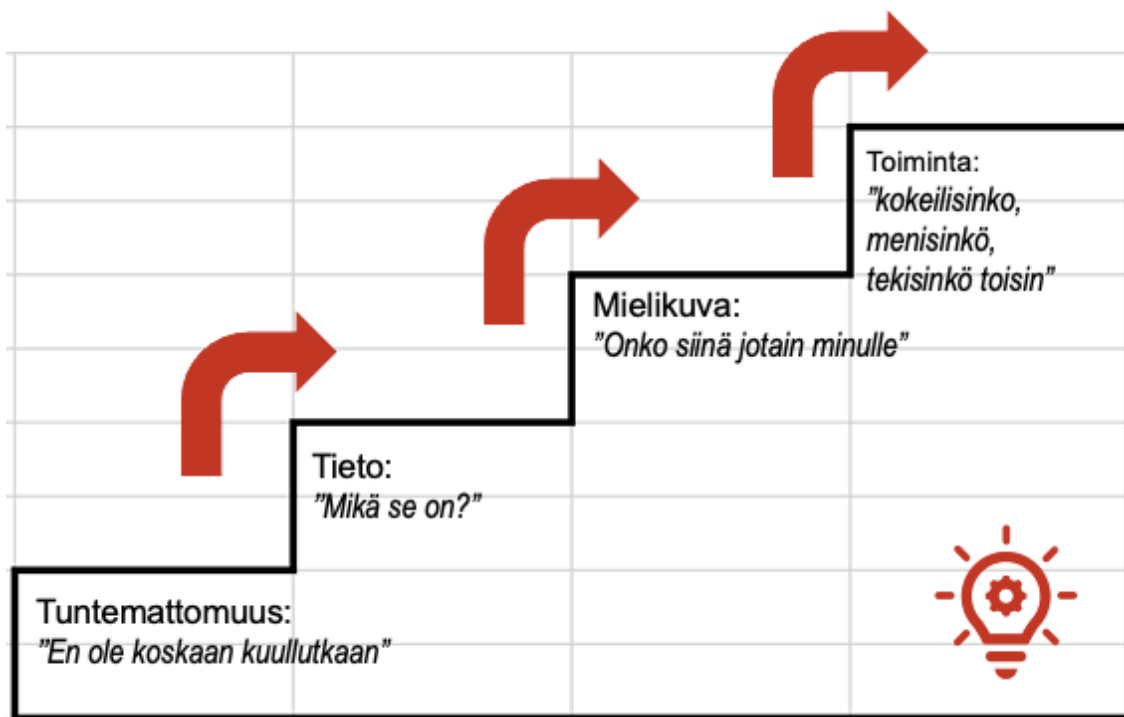 Toiminta:
”kokeilisinko,
menisinkö,
tekisinkö toisin”
Mielikuva:
”Onko siinä jotain minulle”
Tieto:
”Mikä se on?”
Tuntemattomuus:
”En ole koskaan kuullutkaan”